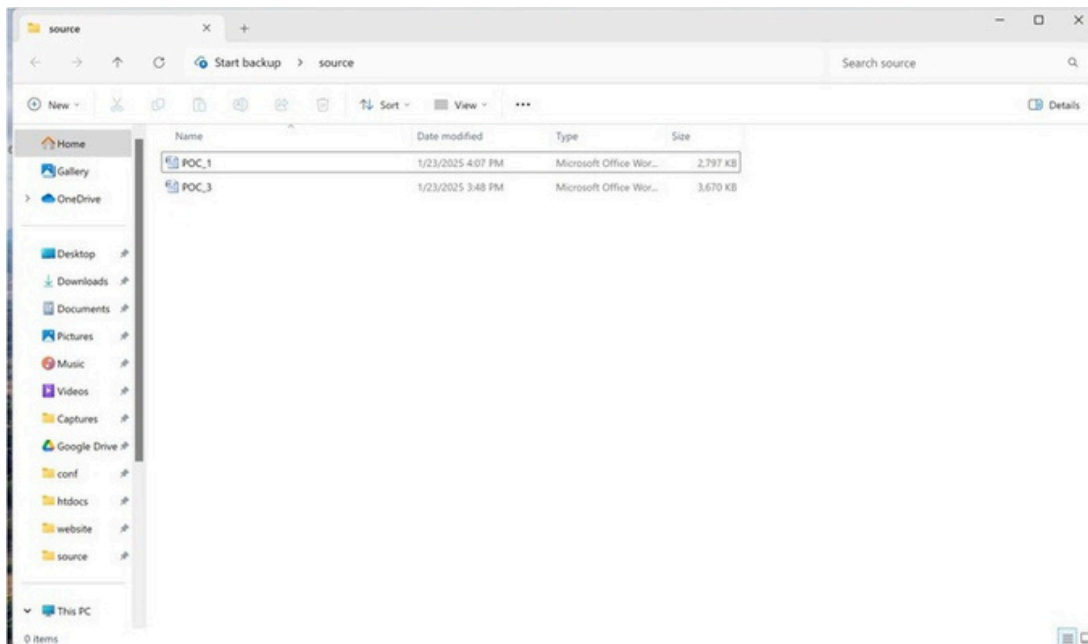 source
Start backup > source
Search source
New
Sort
View
Details
Name Date modified Type Size
POC_1 1/23/2025 4:07 PM Microsoft Office Wor... 2,797 KB
POC_3 1/23/2025 3:48 PM Microsoft Office Wor... 3,670 KB
Home
Gallery
OneDrive
Desktop
Downloads
Documents
Pictures
Music
Videos
Captures
Google Drive
conf
htdocs
website
source
This PC
0 items